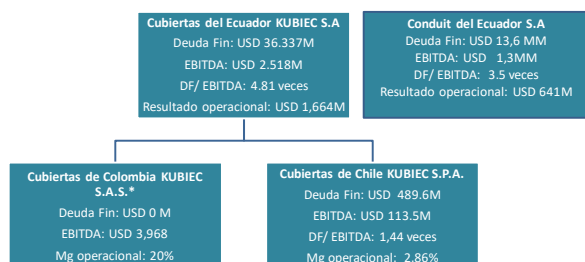 Cubiertas del Ecuador KUBIEC S.A
Deuda Fin: USD 36.337M
EBITDA: USD 2.518M
DF/ EBITDA: 4.81 veces
Resultado operacional: USD 1,664M
Conduit del Ecuador S.A
Deuda Fin: USD 13,6 MM
EBITDA: USD 1,3MM
DF/ EBITDA: 3.5 veces
Resultado operacional: USD 641M
Cubiertas de Colombia KUBIEC
S.A.S.*
Deuda Fin: USD 0 M
EBITDA: USD 3,968
Mg operacional: 20%
Cubiertas de Chile KUBIEC S.P.A.
Deuda Fin: USD 489.6M
EBITDA: USD 113.5M
DF/ EBITDA: 1,44 veces
Mg operacional: 2.86%